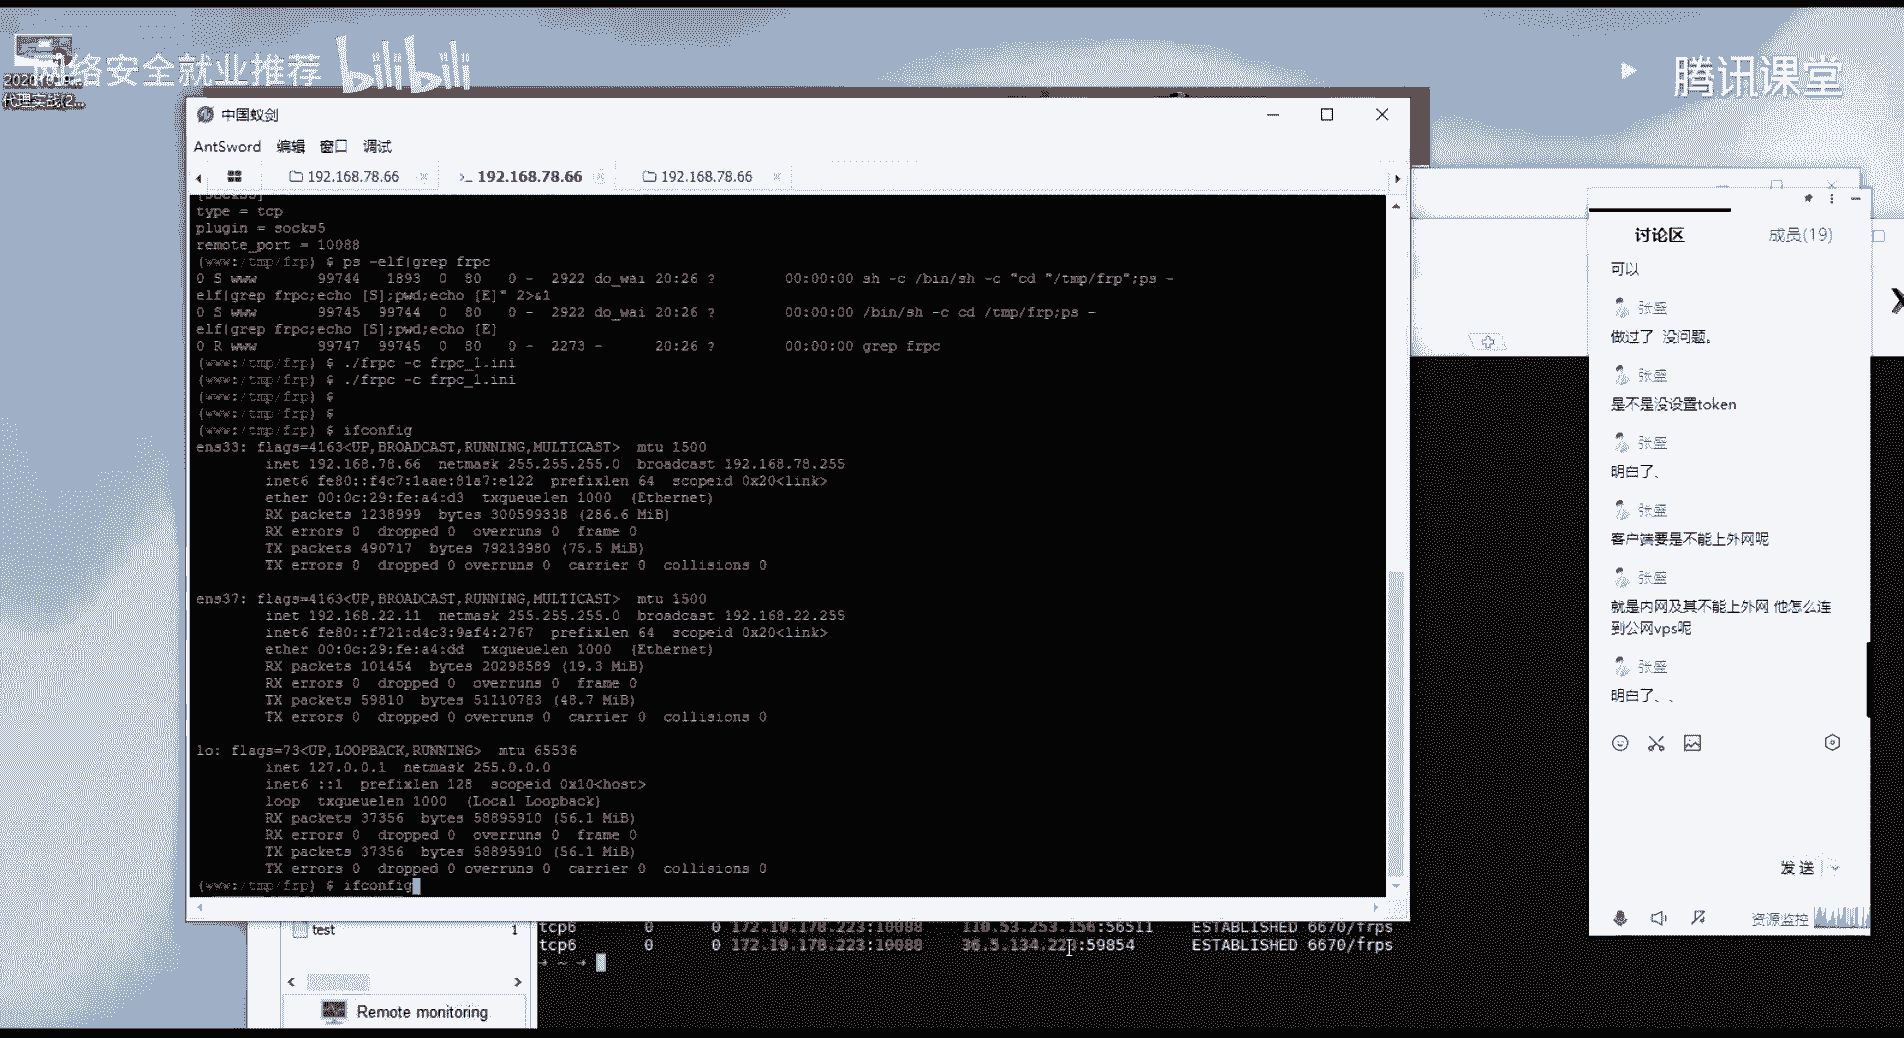 网络安全就业推荐 bilibili
腾讯课堂
代理实战(2...
中国蚁剑
AntSword 编辑 窗口 调试
192.168.78.66
>_ 192.168.78.66
192.168.78.66
[socks5]
type = tcp
plugin = socks5
remote_port = 10088
(www:/tmp/frp) $ ps -elf|grep frpc
0 S www 99744 1893 0 80 0 - 2922 do_wai 20:26 ? 00:00:00 sh -c /bin/sh -c "cd "/tmp/frp";ps -
elf|grep frpc;echo [S];pwd;echo [E]" 2>&1
0 S www 99745 99744 0 80 0 - 2922 do_wai 20:26 ? 00:00:00 /bin/sh -c cd /tmp/frp;ps -
elf|grep frpc;echo [S];pwd;echo [E]
0 R www 99747 99745 0 80 0 - 2273 - 20:26 ? 00:00:00 grep frpc
(www:/tmp/frp) $ ./frpc -c frpc_1.ini
(www:/tmp/frp) $ ./frpc -c frpc_1.ini
(www:/tmp/frp) $
(www:/tmp/frp) $
(www:/tmp/frp) $ ifconfig
ens33: flags=4163<UP,BROADCAST,RUNNING,MULTICAST> mtu 1500
inet 192.168.78.66 netmask 255.255.255.0 broadcast 192.168.78.255
inet6 fe80::f4c7:1aae:81a7:e122 prefixlen 64 scopeid 0x20<link>
ether 00:0c:29:fe:a4:d3 txqueuelen 1000 (Ethernet)
RX packets 1238999 bytes 300599338 (286.6 MiB)
RX errors 0 dropped 0 overruns 0 frame 0
TX packets 490717 bytes 79213980 (75.5 MiB)
TX errors 0 dropped 0 overruns 0 carrier 0 collisions 0
ens37: flags=4163<UP,BROADCAST,RUNNING,MULTICAST> mtu 1500
inet 192.168.22.11 netmask 255.255.255.0 broadcast 192.168.22.255
inet6 fe80::f721:d4c3:9af4:2767 prefixlen 64 scopeid 0x20<link>
ether 00:0c:29:fe:a4:dd txqueuelen 1000 (Ethernet)
RX packets 101454 bytes 20298589 (19.3 MiB)
RX errors 0 dropped 0 overruns 0 frame 0
TX packets 59810 bytes 51110783 (48.7 MiB)
TX errors 0 dropped 0 overruns 0 carrier 0 collisions 0
lo: flags=73<UP,LOOPBACK,RUNNING> mtu 65536
inet 127.0.0.1 netmask 255.0.0.0
inet6 ::1 prefixlen 128 scopeid 0x10<host>
loop txqueuelen 1000 (Local Loopback)
RX packets 37356 bytes 58895910 (56.1 MiB)
RX errors 0 dropped 0 overruns 0 frame 0
TX packets 37356 bytes 58895910 (56.1 MiB)
TX errors 0 dropped 0 overruns 0 carrier 0 collisions 0
(www:/tmp/frp) $ ifconfig
test 1
Remote monitoring
tcp6 0 0 172.19.178.223:10088 110.53.253.156:56511 ESTABLISHED 6670/frps
tcp6 0 0 172.19.178.223:10088 36.5.134.223:59854 ESTABLISHED 6670/frps
讨论区 成员(19)
可以
张盛
做过了 没问题。
张盛
是不是没设置token
张盛
明白了、
张盛
客户端要是不能上外网呢
张盛
就是内网及其不能上外网 他怎么连
到公网vps呢
张盛
明白了、、
发送
资源监控